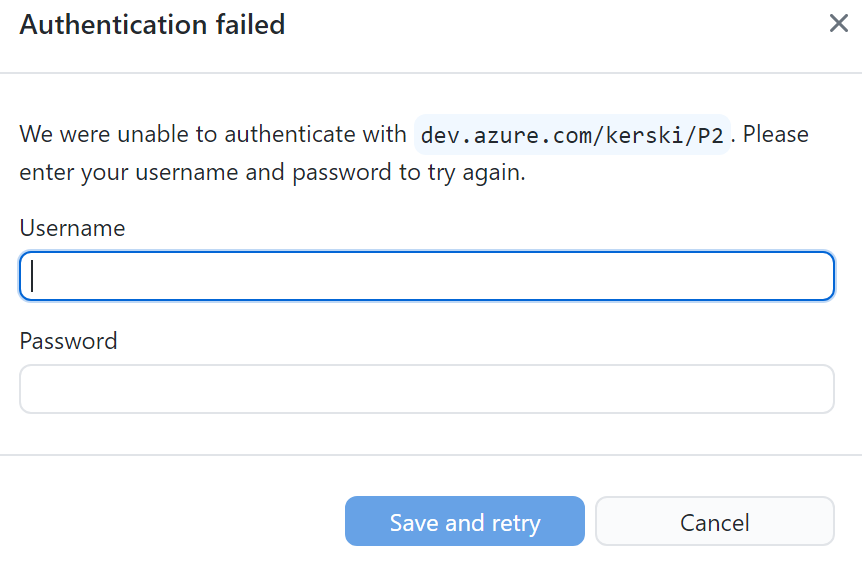 Authentication failed
We were unable to authenticate with dev.azure.com/kerski/P2. Please
enter your username and password to try again.
Username
Password
Save and retry
Cancel